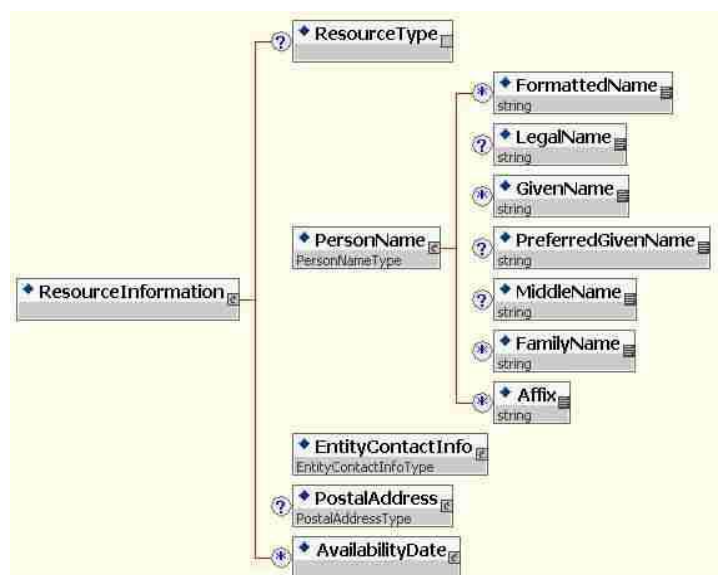 ? ResourceType
* FormattedName
string
? LegalName
string
* GivenName
string
PersonName
PersonNameType
? PreferredGivenName
string
ResourceInformation
? MiddleName
string
* FamilyName
string
* Affix
string
EntityContactInfo
EntityContactInfoType
? PostalAddress
PostalAddressType
* AvailabilityDate